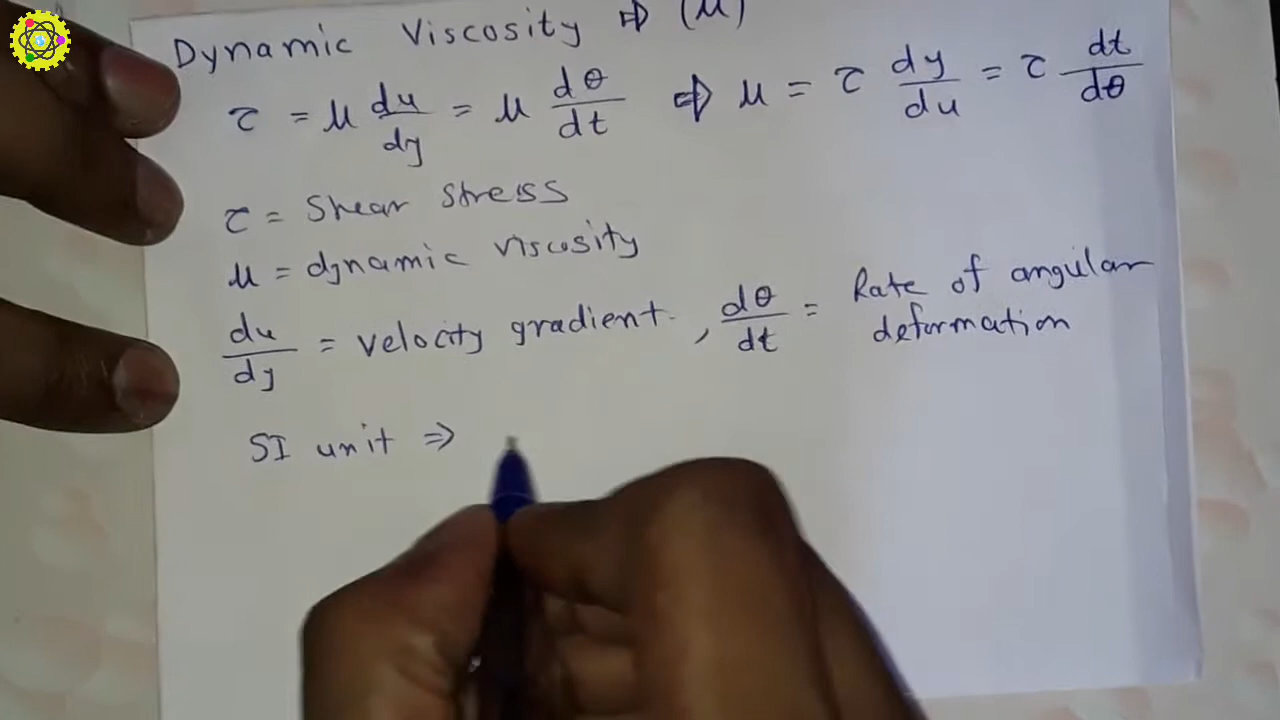 Dynamic Viscosity ⇒ (μ)
τ = μ du/dy = μ dθ/dt ⇒ μ = τ dy/du = τ dt/dθ
τ = Shear Stress
μ = dynamic viscosity
du/dy = velocity gradient. , dθ/dt = Rate of angular
deformation
SI unit ⇒